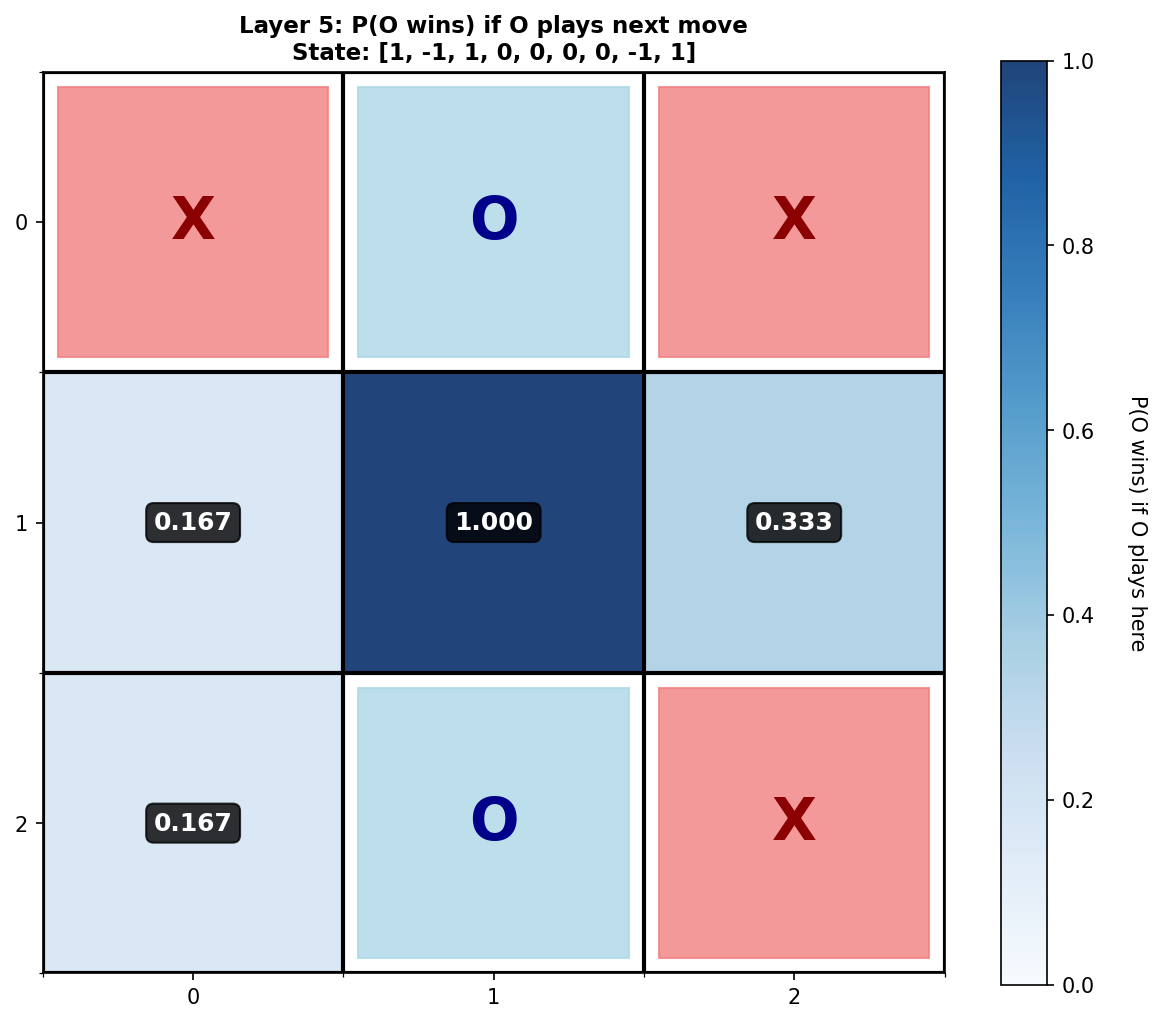 Layer 5: P(O wins) if O plays next move
State: [1, -1, 1, 0, 0, 0, 0, -1, 1]
X O X
0
0.167 1.000 0.333
1
0.167 O X
2
0 1 2
1.0
0.8
0.6
0.4
0.2
0.0
P(O wins) if O plays here